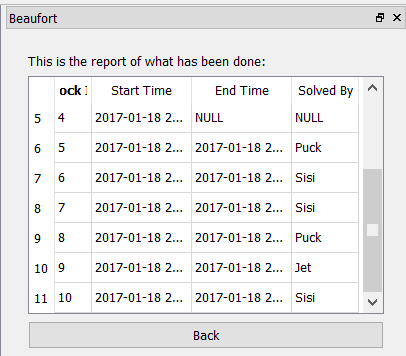 Beaufort
This is the report of what has been done:
ock I Start Time End Time Solved By
5 4 2017-01-18 2... NULL NULL
6 5 2017-01-18 2... 2017-01-18 2... Puck
7 6 2017-01-18 2... 2017-01-18 2... Sisi
8 7 2017-01-18 2... 2017-01-18 2... Sisi
9 8 2017-01-18 2... 2017-01-18 2... Puck
10 9 2017-01-18 2... 2017-01-18 2... Jet
11 10 2017-01-18 2... 2017-01-18 2... Sisi
Back